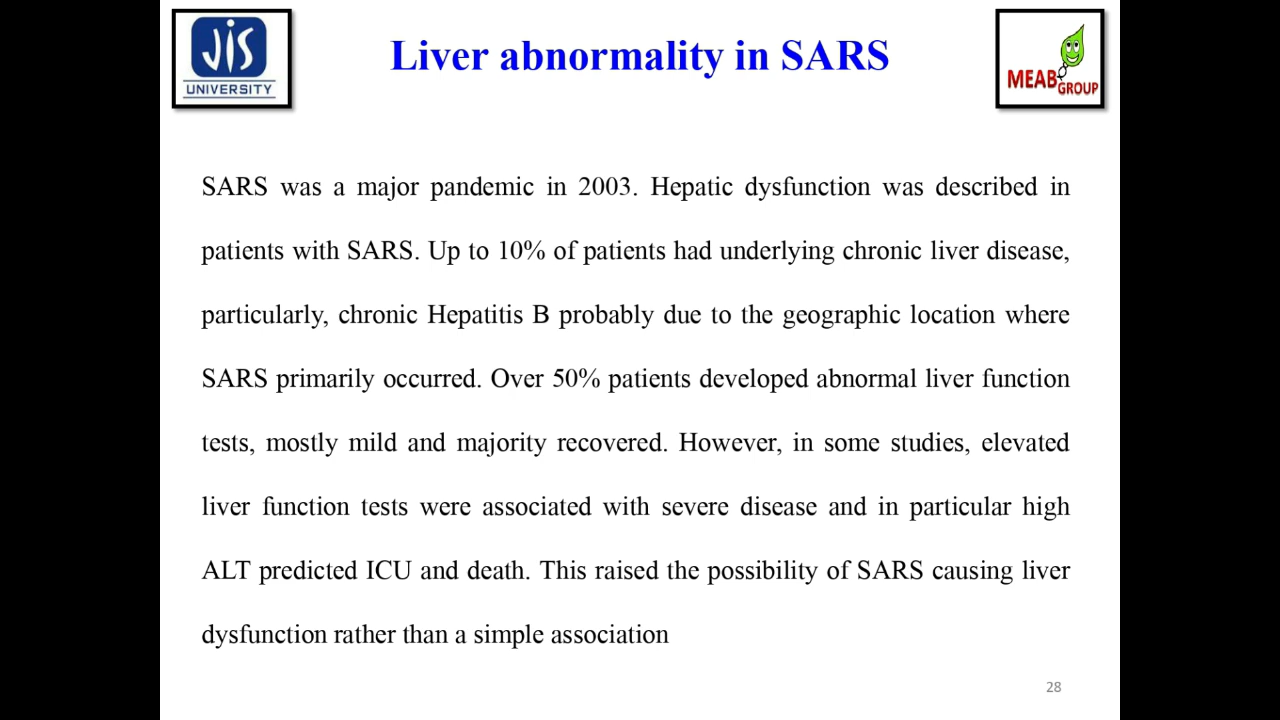 JIS
UNIVERSITY
Liver abnormality in SARS
MEAB
GROUP
SARS was a major pandemic in 2003. Hepatic dysfunction was described in
patients with SARS. Up to 10% of patients had underlying chronic liver disease,
particularly, chronic Hepatitis B probably due to the geographic location where
SARS primarily occurred. Over 50% patients developed abnormal liver function
tests, mostly mild and majority recovered. However, in some studies, elevated
liver function tests were associated with severe disease and in particular high
ALT predicted ICU and death. This raised the possibility of SARS causing liver
dysfunction rather than a simple association
28